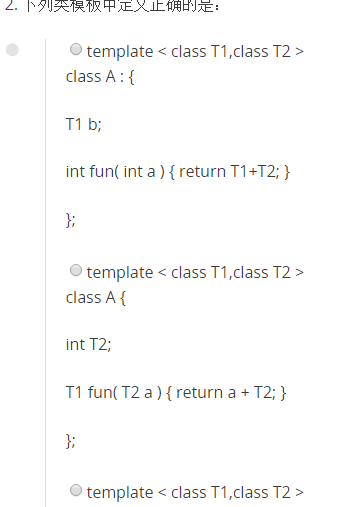 2. 下列类模板中定义正确的是：
template < class T1,class T2 >
class A : {
T1 b;
int fun( int a ) { return T1+T2; }
};
template < class T1,class T2 >
class A {
int T2;
T1 fun( T2 a ) { return a + T2; }
};
template < class T1,class T2 >